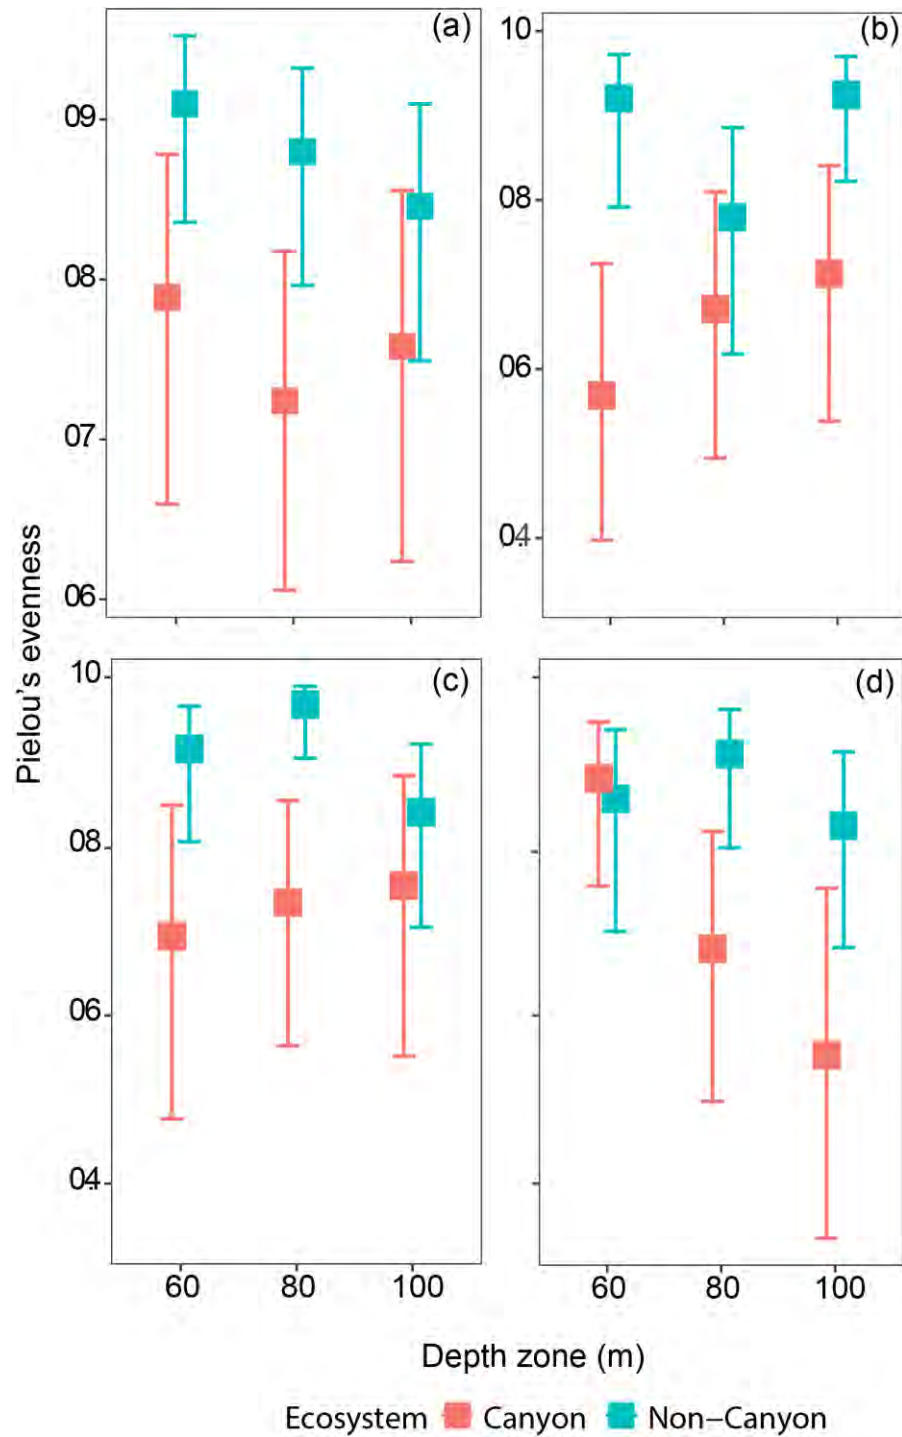 (a)
(b)
10
09
08
08
07
06
06
04
Pielou's evenness
(c)
(d)
10
08
06
04
60 80 100 60 80 100
Depth zone (m)
Ecosystem Canyon Non–Canyon